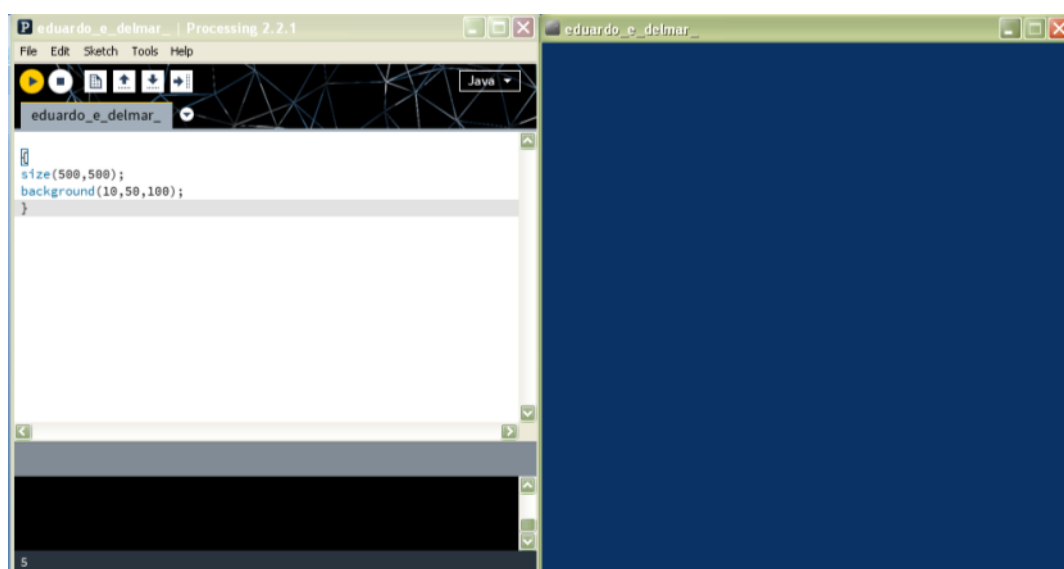 eduardo_e_delmar_ | Processing 2.2.1
File Edit Sketch Tools Help
Java
eduardo_e_delmar_
{
size(500,500);
background(10,50,100);
}
5
eduardo_e_delmar_